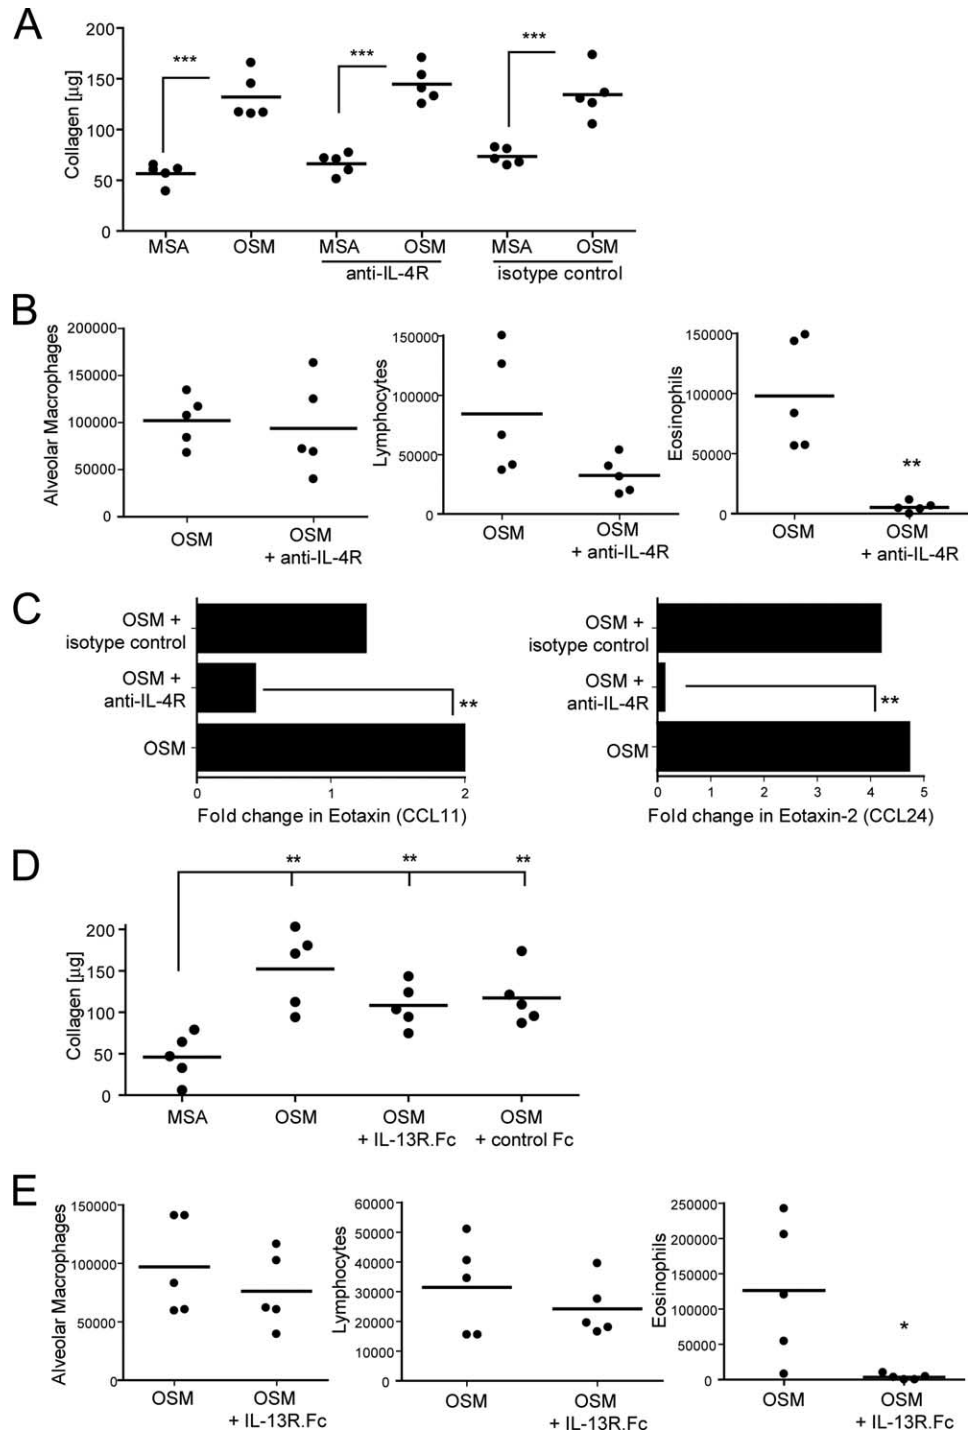 A
Collagen [µg]
200
150
100
50
0
***
***
***
MSA
OSM
MSA
OSM
MSA
OSM
anti-IL-4R
isotype control
B
Alveolar Macrophages
200000
150000
100000
50000
0
OSM
OSM
+ anti-IL-4R
Lymphocytes
150000
100000
50000
0
OSM
OSM
+ anti-IL-4R
Eosinophils
150000
100000
50000
0
**
OSM
OSM
+ anti-IL-4R
C
OSM +
isotype control
OSM +
anti-IL-4R
OSM
**
0
1
2
Fold change in Eotaxin (CCL11)
OSM +
isotype control
OSM +
anti-IL-4R
OSM
**
0
1
2
3
4
5
Fold change in Eotaxin-2 (CCL24)
D
**
**
**
Collagen [µg]
200
150
100
50
0
MSA
OSM
OSM
+ IL-13R.Fc
OSM
+ control Fc
E
Alveolar Macrophages
150000
100000
50000
0
OSM
OSM
+ IL-13R.Fc
Lymphocytes
60000
50000
40000
30000
20000
10000
0
OSM
OSM
+ IL-13R.Fc
Eosinophils
250000
200000
150000
100000
50000
0
*
OSM
OSM
+ IL-13R.Fc